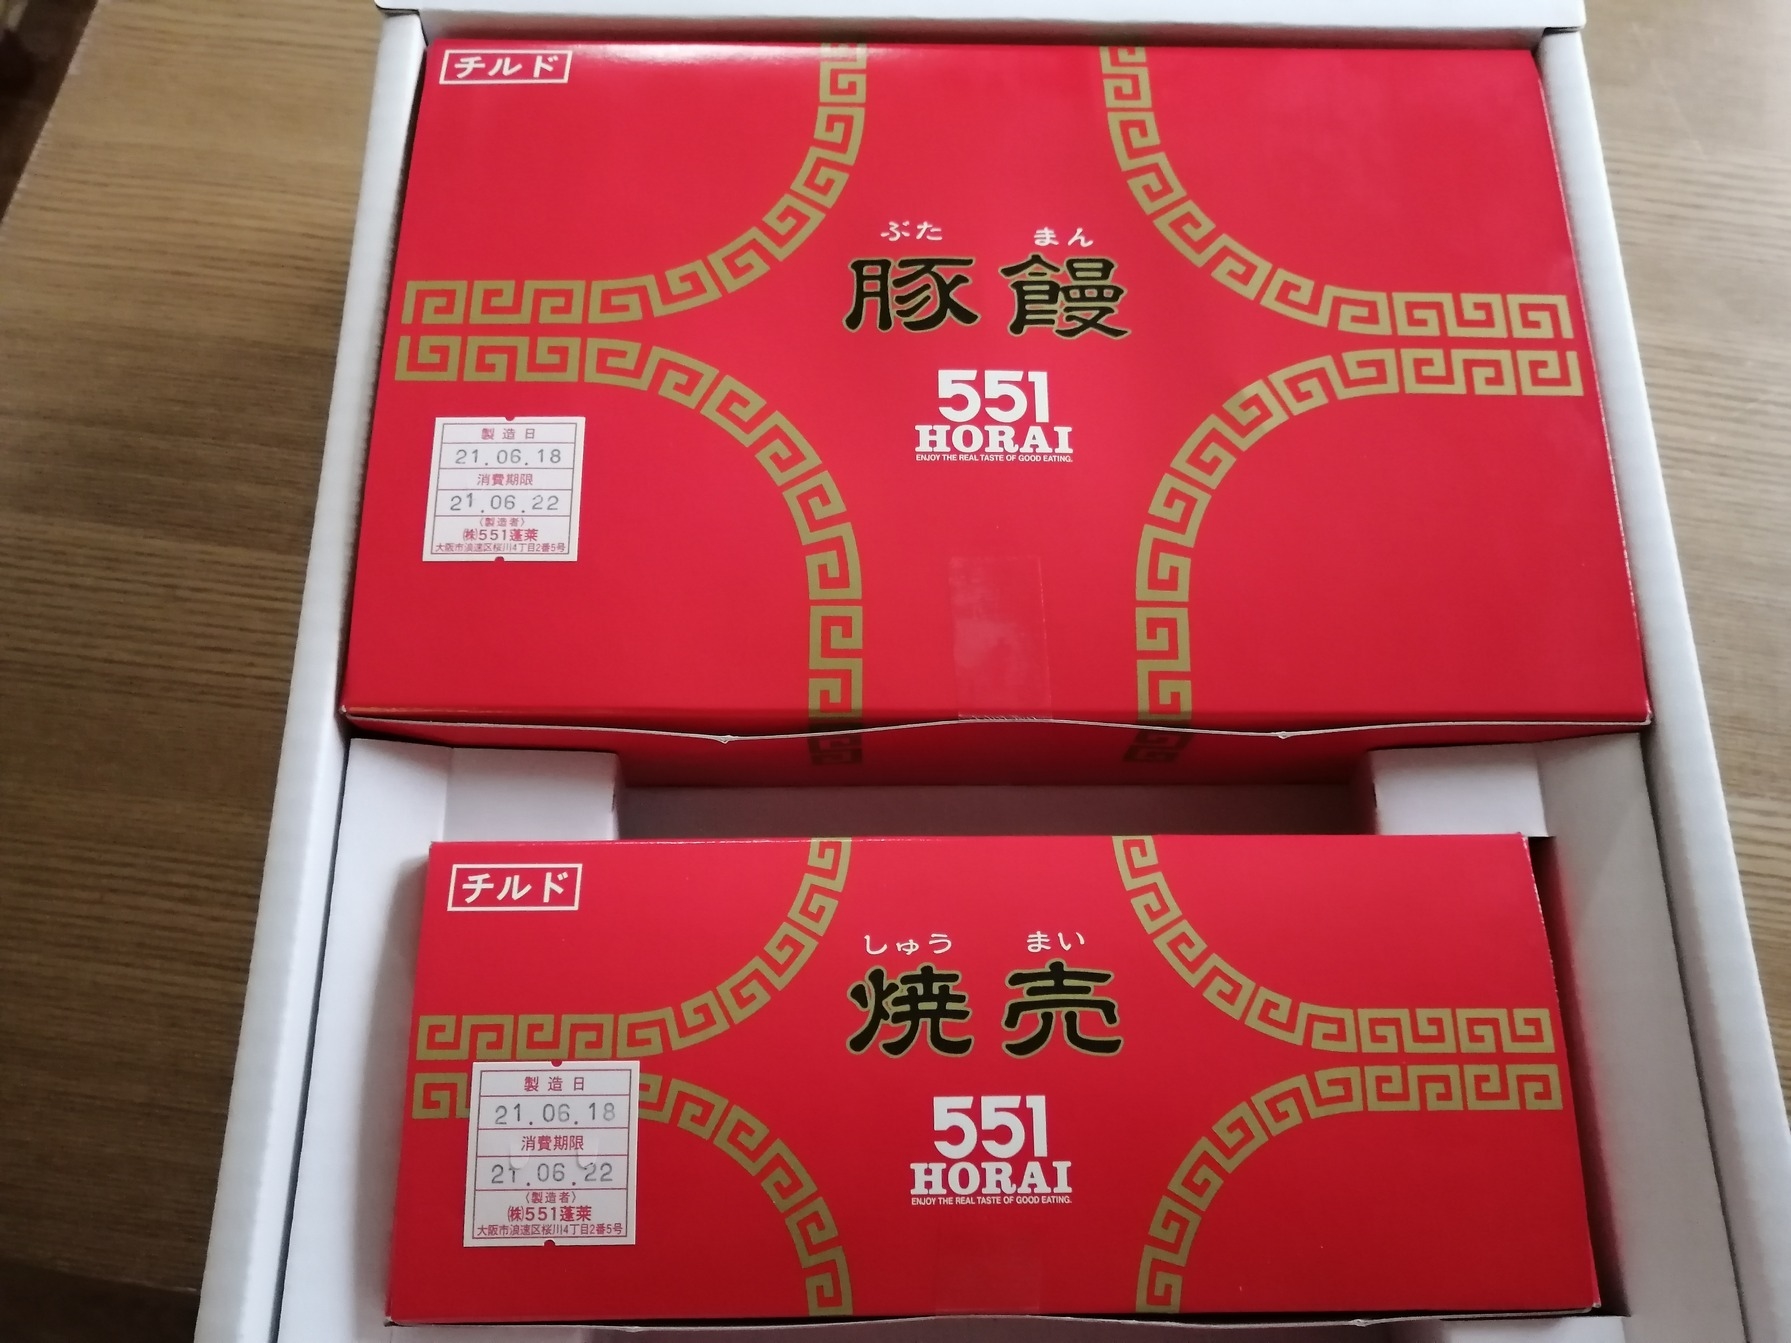 チルド
ぶた まん
豚饅
551
HORAI
ENJOY THE REAL TASTE OF GOOD EATING.
製造日
21.06.18
消費期限
21.06.22
〈製造者〉
㈱551蓬莱
大阪市浪速区桜川4丁目2番5号
チルド
しゅう まい
焼売
551
HORAI
ENJOY THE REAL TASTE OF GOOD EATING.
製造日
21.06.18
消費期限
21.06.22
〈製造者〉
㈱551蓬莱
大阪市浪速区桜川4丁目2番5号